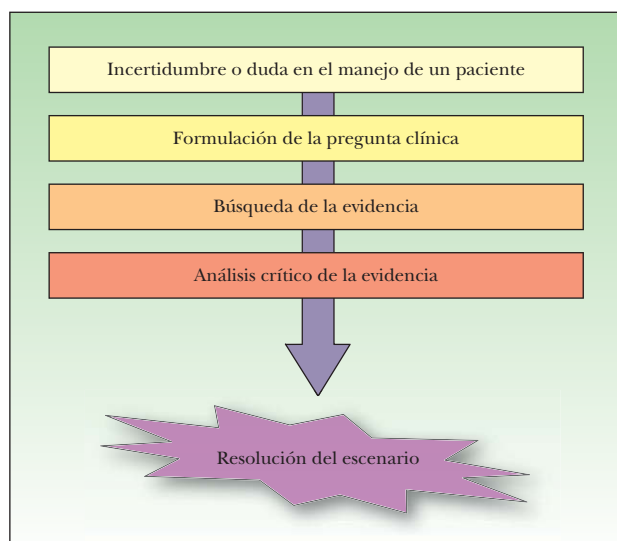 Incertidumbre o duda en el manejo de un paciente
Formulación de la pregunta clínica
Búsqueda de la evidencia
Análisis crítico de la evidencia
Resolución del escenario